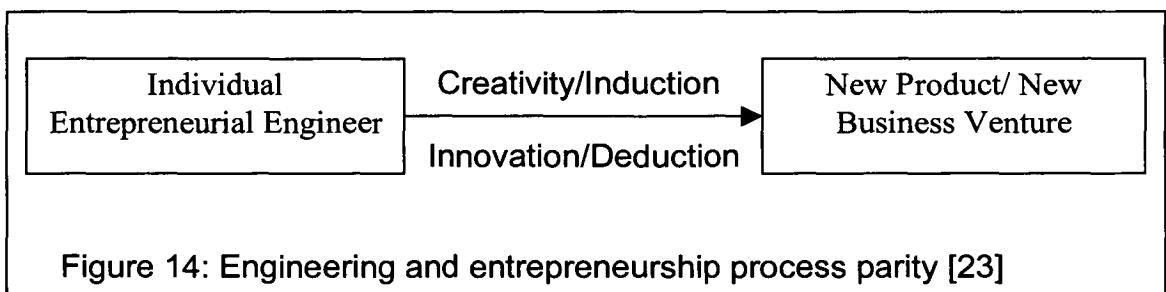 Individual
Entrepreneurial Engineer
Creativity/Induction
Innovation/Deduction
New Product/ New
Business Venture
Figure 14: Engineering and entrepreneurship process parity [23]